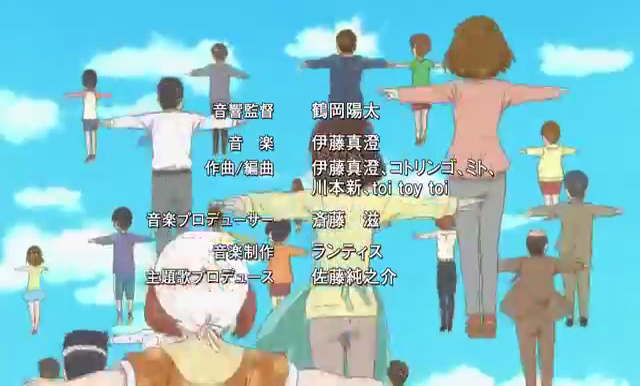 音響監督 鶴岡陽太
音 楽 伊藤真澄
作曲/編曲 伊藤真澄、コトリンゴ、ミト、
川本新、toi toy toi
音楽プロデューサー 斎藤 滋
音楽制作 ランティス
主題歌プロデュース 佐藤純之介